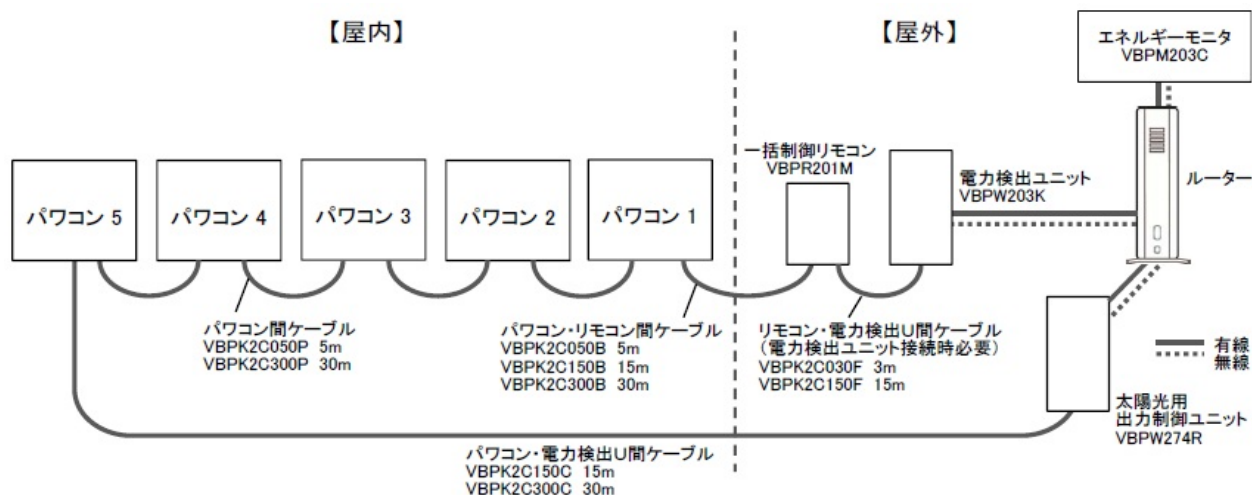 【屋内】
【屋外】
エネルギーモニタ
VBPM203C
一括制御リモコン
VBPR201M
電力検出ユニット
VBPW203K
ルーター
パワコン 5
パワコン 4
パワコン 3
パワコン 2
パワコン 1
パワコン間ケーブル
VBPK2C050P 5m
VBPK2C300P 30m
パワコン・リモコン間ケーブル
VBPK2C050B 5m
VBPK2C150B 15m
VBPK2C300B 30m
リモコン・電力検出U間ケーブル
(電力検出ユニット接続時必要)
VBPK2C030F 3m
VBPK2C150F 15m
有線
無線
太陽光用
出力制御ユニット
VBPW274R
パワコン・電力検出U間ケーブル
VBPK2C150C 15m
VBPK2C300C 30m